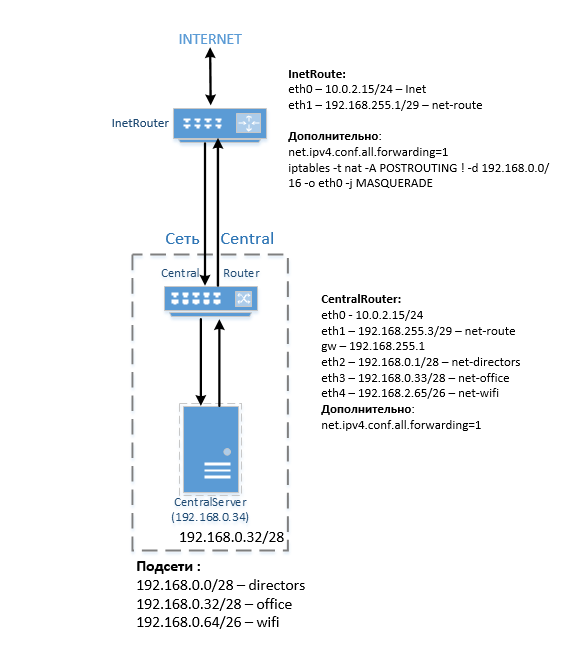 INTERNET
InetRoute:
eth0 – 10.0.2.15/24 – Inet
eth1 – 192.168.255.1/29 – net-route
InetRouter
Дополнительно:
net.ipv4.conf.all.forwarding=1
iptables -t nat -A POSTROUTING ! -d 192.168.0.0/
16 -o eth0 -j MASQUERADE
Сеть Central
Central Router
CentralRouter:
eth0 - 10.0.2.15/24
eth1 – 192.168.255.3/29 – net-route
gw – 192.168.255.1
eth2 – 192.168.0.1/28 – net-directors
eth3 – 192.168.0.33/28 – net-office
eth4 – 192.168.2.65/26 – net-wifi
Дополнительно:
net.ipv4.conf.all.forwarding=1
CentralServer
(192.168.0.34)
192.168.0.32/28
Подсети :
192.168.0.0/28 – directors
192.168.0.32/28 – office
192.168.0.64/26 – wifi